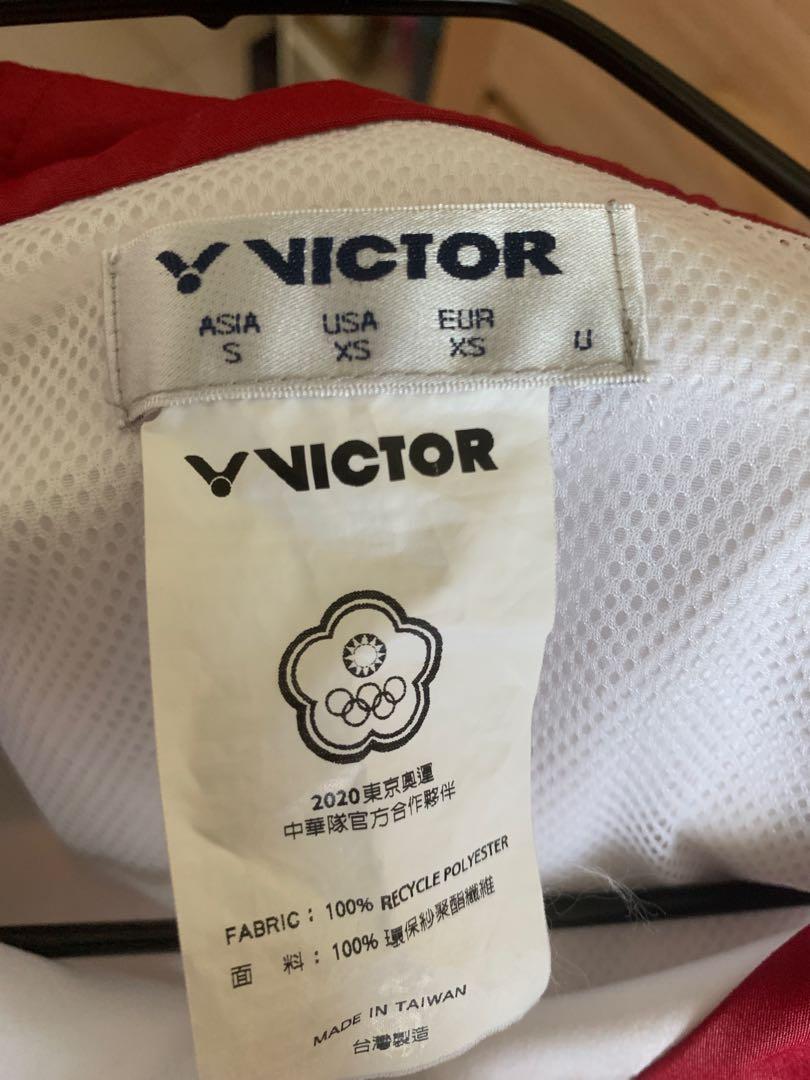 VICTOR
ASIA USA EUR
S XS XS U
VICTOR
2020東京奧運
中華隊官方合作夥伴
FABRIC : 100% RECYCLE POLYESTER
面 料 : 100% 環保紗聚酯纖維
MADE IN TAIWAN
台灣製造